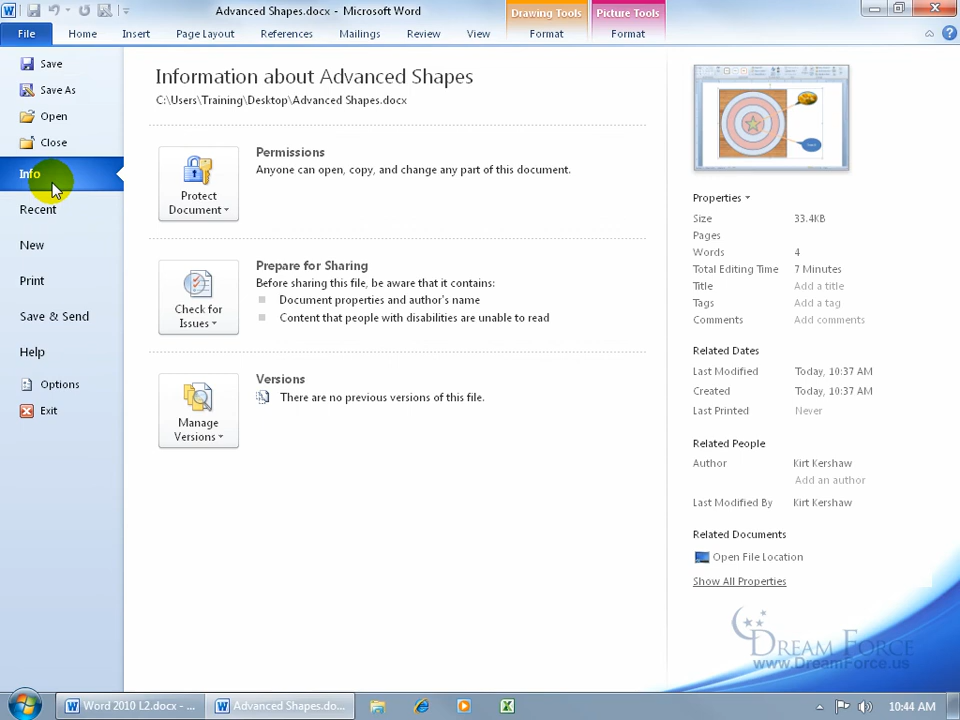 Advanced Shapes.docx - Microsoft Word
Drawing Tools
Picture Tools
File
Home
Insert
Page Layout
References
Mailings
Review
View
Format
Format
Save
Save As
Open
Close
Info
Recent
New
Print
Save & Send
Help
Options
Exit
Information about Advanced Shapes
C:\Users\Training\Desktop\Advanced Shapes.docx
Protect
Document
Permissions
Anyone can open, copy, and change any part of this document.
Check for
Issues
Prepare for Sharing
Before sharing this file, be aware that it contains:
Document properties and author's name
Content that people with disabilities are unable to read
Manage
Versions
Versions
There are no previous versions of this file.
Properties
Size 33.4KB
Pages
Words 4
Total Editing Time 7 Minutes
Title Add a title
Tags Add a tag
Comments Add comments
Related Dates
Last Modified Today, 10:37 AM
Created Today, 10:37 AM
Last Printed Never
Related People
Author Kirt Kershaw
Add an author
Last Modified By Kirt Kershaw
Related Documents
Open File Location
Show All Properties
DREAM FORCE
www.DreamForce.us
Word 2010 L2.docx - ...
Advanced Shapes.do...
10:44 AM